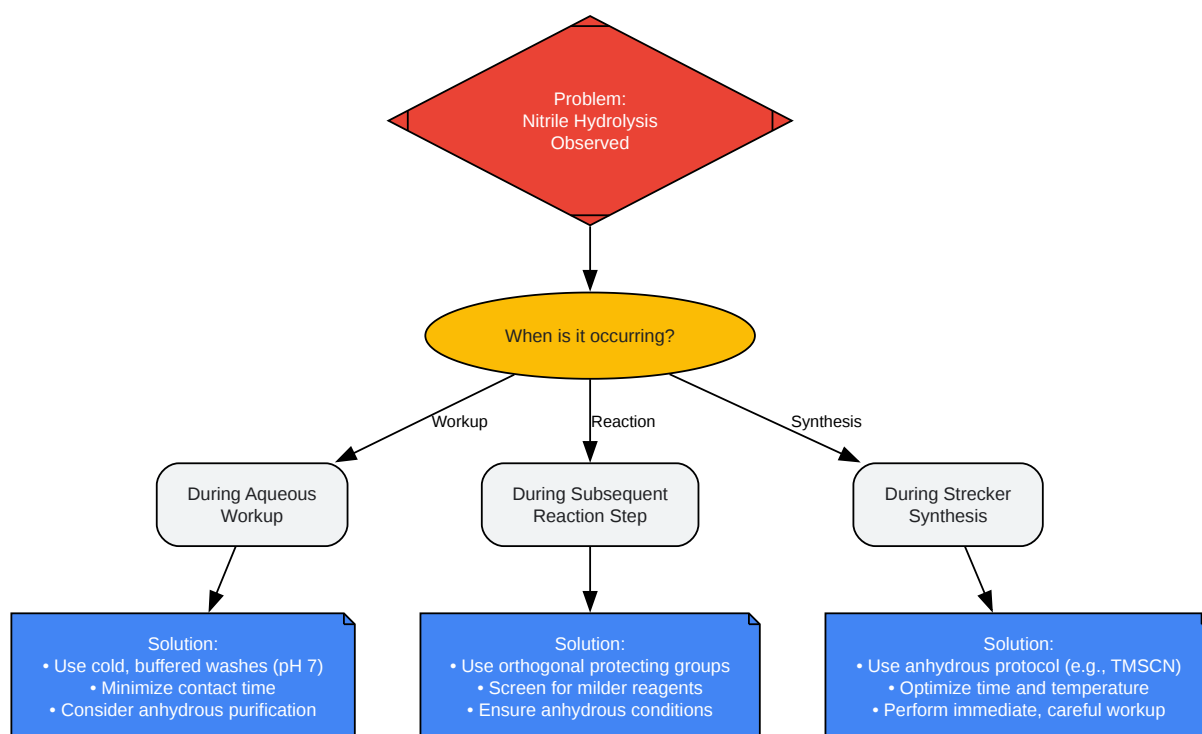 Problem:
Nitrile Hydrolysis
Observed
When is it occurring?
Workup
Reaction
Synthesis
During Aqueous
Workup
During Subsequent
Reaction Step
During Strecker
Synthesis
Solution:
• Use cold, buffered washes (pH 7)
• Minimize contact time
• Consider anhydrous purification
Solution:
• Use orthogonal protecting groups
• Screen for milder reagents
• Ensure anhydrous conditions
Solution:
• Use anhydrous protocol (e.g., TMSCN)
• Optimize time and temperature
• Perform immediate, careful workup